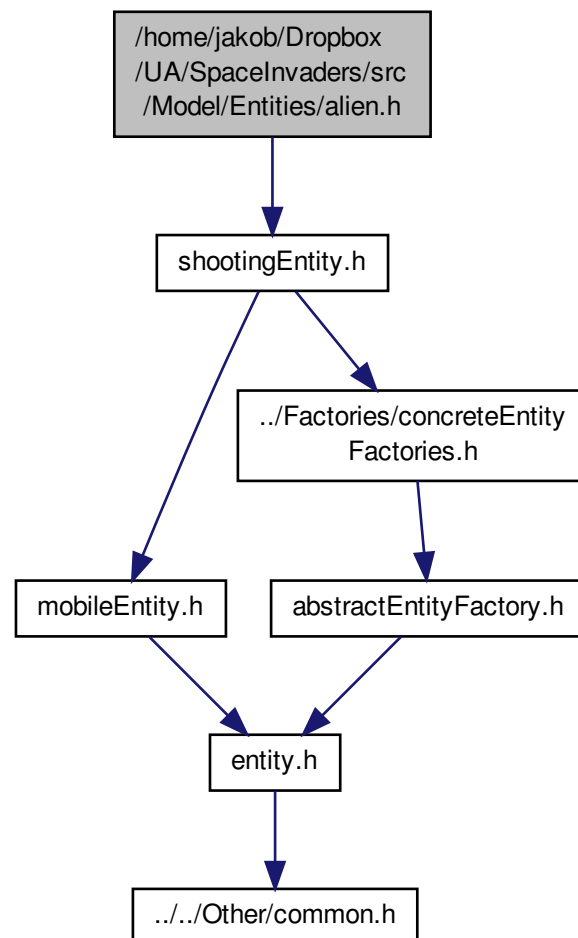 /home/jakob/Dropbox
/UA/SpaceInvaders/src
/Model/Entities/alien.h
shootingEntity.h
../Factories/concreteEntity
Factories.h
mobileEntity.h
abstractEntityFactory.h
entity.h
../../Other/common.h